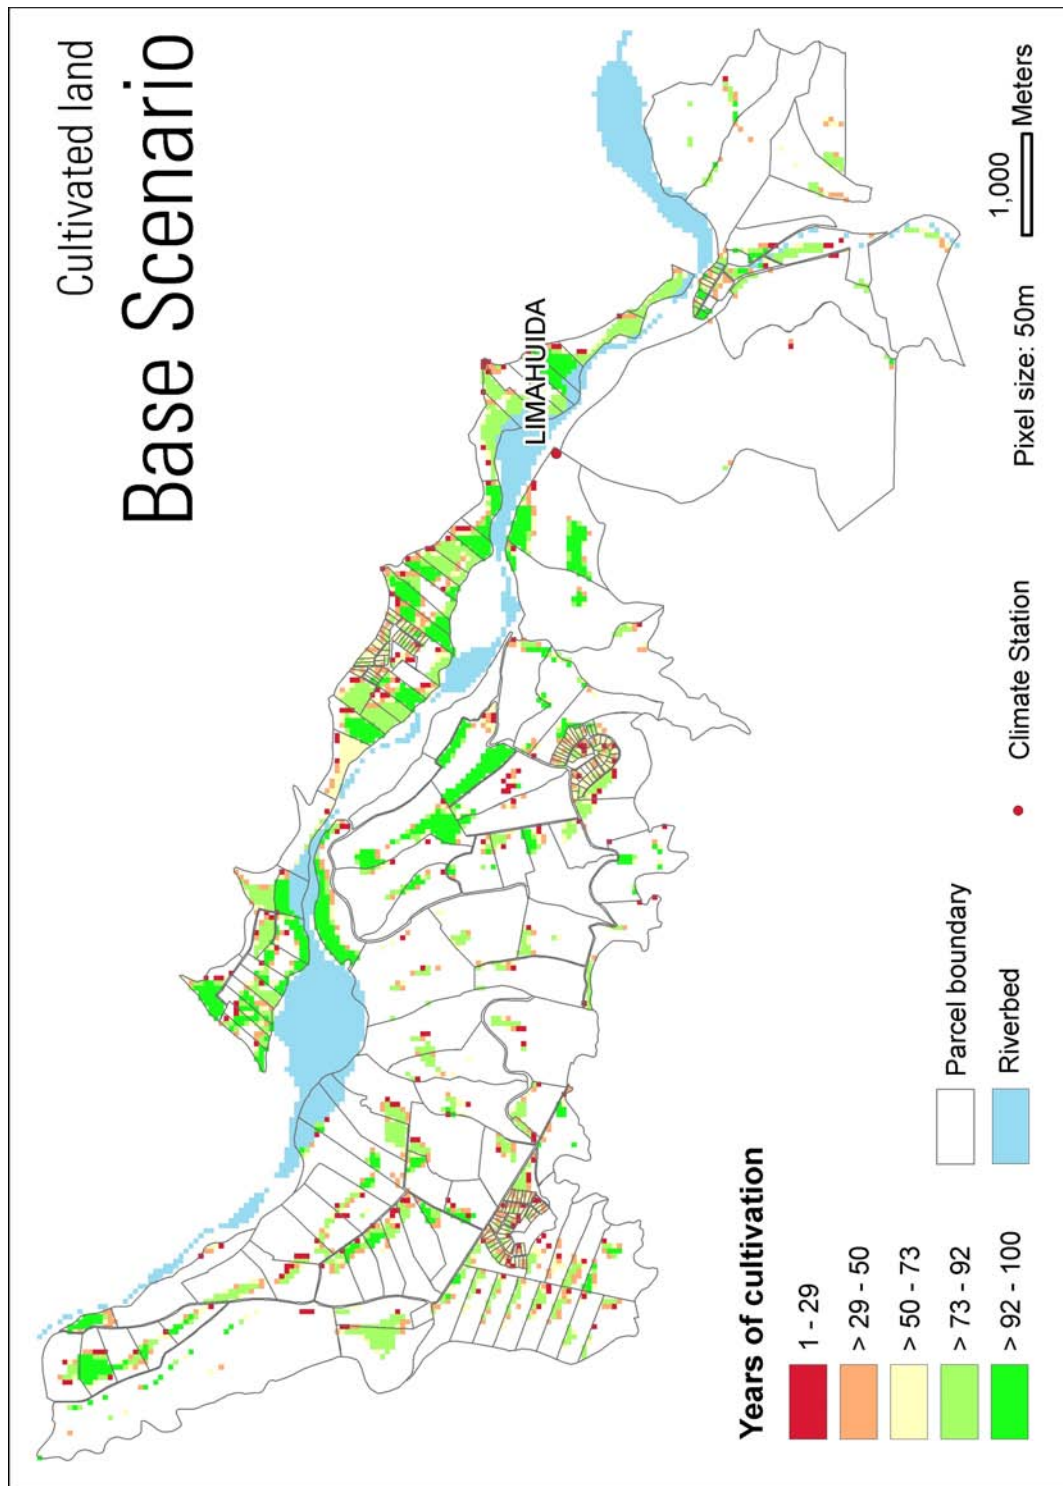 Cultivated land
Base Scenario
LIMAHUIDA
Years of cultivation
1 - 29
> 29 - 50
> 50 - 73
> 73 - 92
> 92 - 100
Parcel boundary
Riverbed
Climate Station
Pixel size: 50m
1,000
Meters